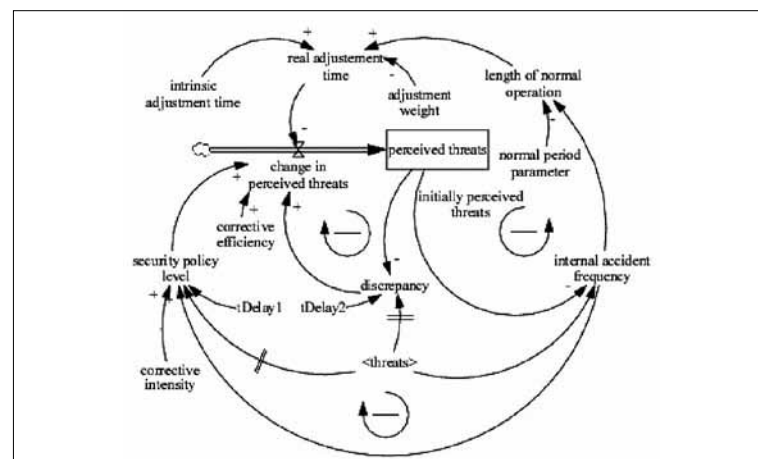 real adjustement
time
intrinsic
adjustment time
adjustment
weight
length of normal
operation
perceived threats
normal period
parameter
change in
perceived threats
initially perceived
threats
corrective
efficiency
security policy
level
internal accident
frequency
discrepancy
tDelay1
tDelay2
<threats>
corrective
intensity